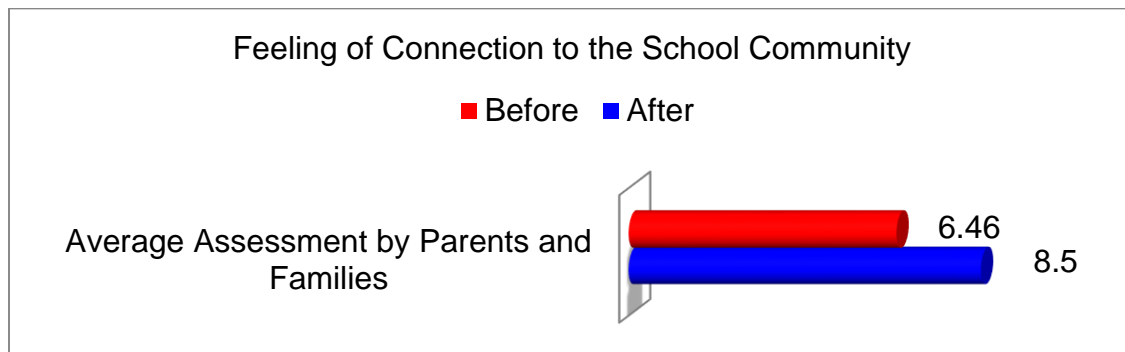 Feeling of Connection to the School Community
Before After
Average Assessment by Parents and
Families
6.46
8.5